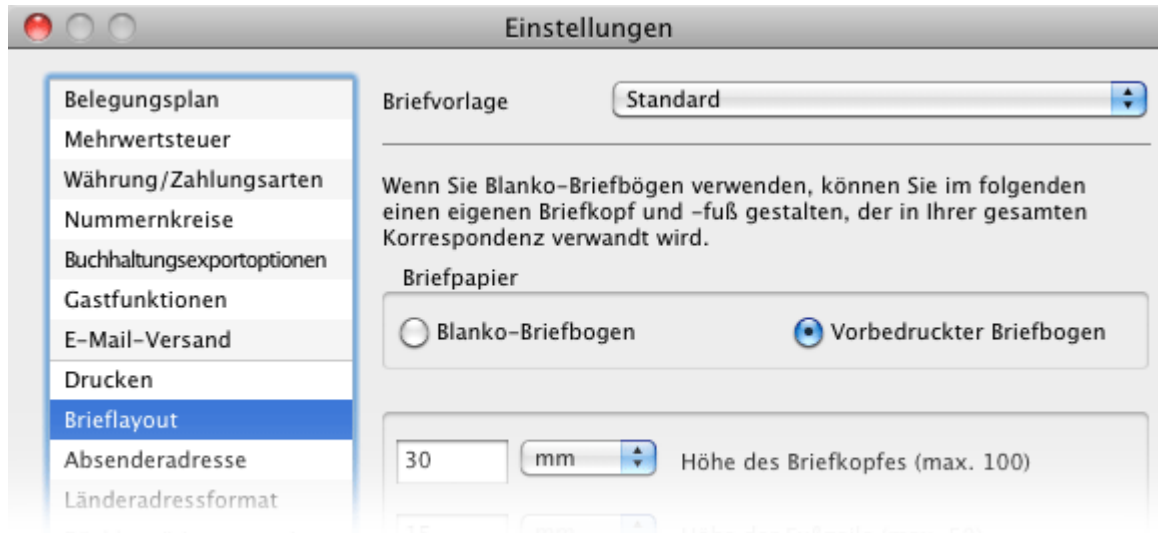 Einstellungen
Belegungsplan
Mehrwertsteuer
Währung/Zahlungsarten
Nummernkreise
Buchhaltungsexportoptionen
Gastfunktionen
E-Mail-Versand
Drucken
Brieflayout
Absenderadresse
Länderadressformat
Briefvorlage Standard
Wenn Sie Blanko-Briefbögen verwenden, können Sie im folgenden
einen eigenen Briefkopf und -fuß gestalten, der in Ihrer gesamten
Korrespondenz verwandt wird.
Briefpapier
Blanko-Briefbogen Vorbedruckter Briefbogen
30 mm Höhe des Briefkopfes (max. 100)